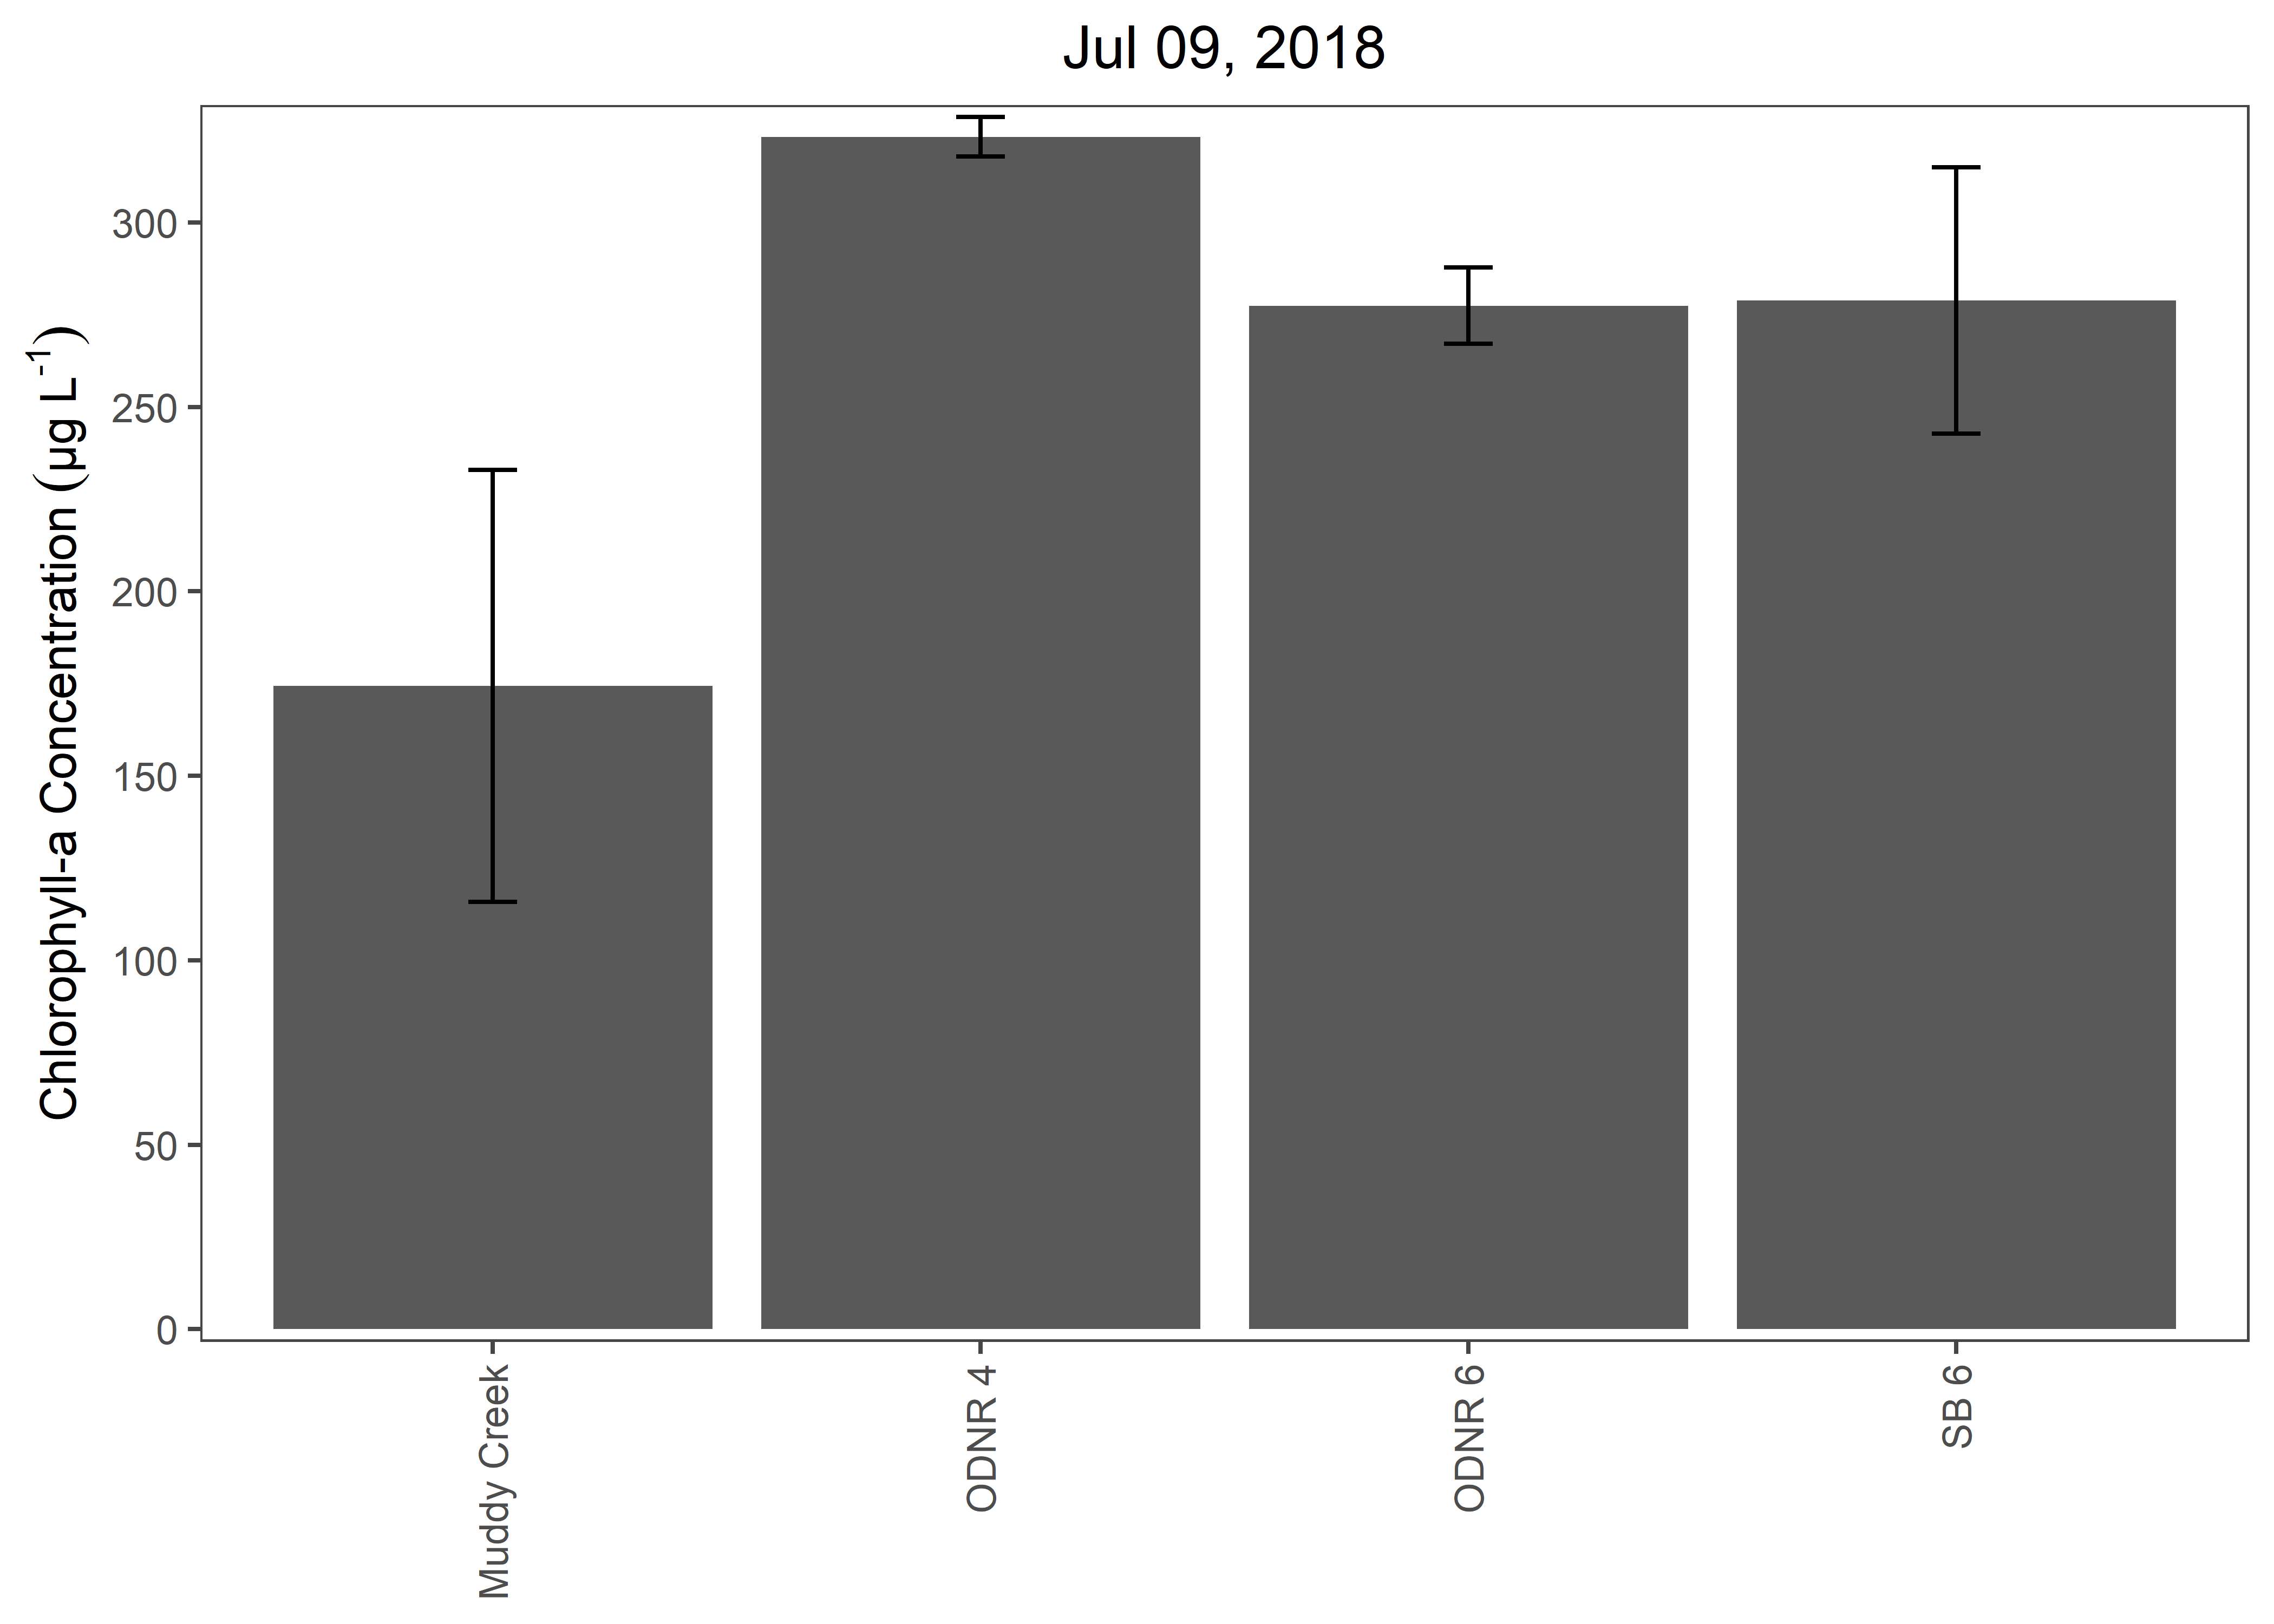 Jul 09, 2018
Chlorophyll-a Concentration (µg L⁻¹)
300
250
200
150
100
50
0
Muddy Creek
ODNR 4
ODNR 6
SB 6